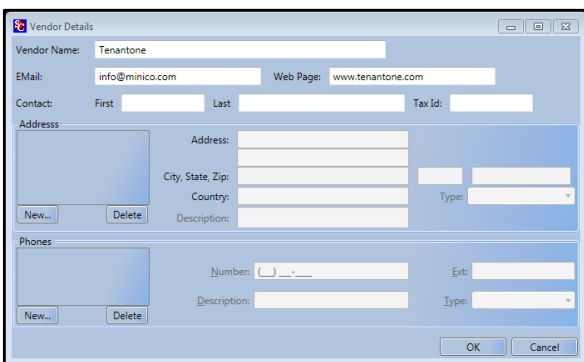 SC Vendor Details
Vendor Name: Tenantone
EMail: info@minico.com Web Page: www.tenantone.com
Contact: First Last Tax Id:
Addresss
Address:
City, State, Zip:
Country: Type:
New... Delete Description:
Phones
Number: (__) __-___ Ext:
Description: Type:
New... Delete
OK Cancel